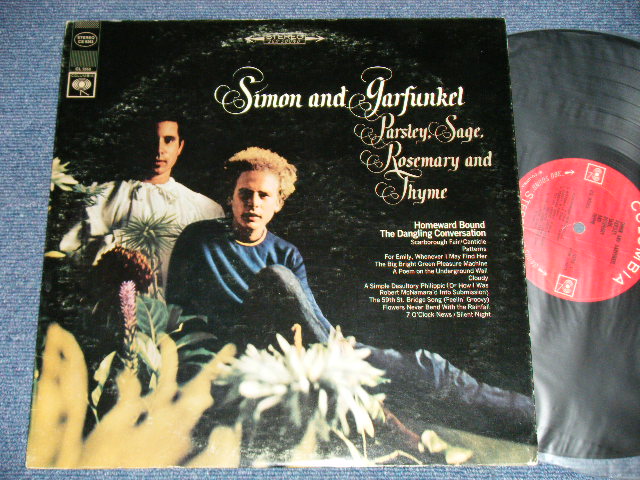 STEREO
STEREO
Simon and Garfunkel
Parsley, Sage,
Rosemary and
Thyme
Homeward Bound
The Dangling Conversation
Scarborough Fair/Canticle
Patterns
For Emily, Whenever I May Find Her
The Big Bright Green Pleasure Machine
A Poem on the Underground Wall
Cloudy
A Simple Desultory Philippic (Or How I Was
Robert McNamara'd Into Submission)
The 59th St. Bridge Song (Feelin' Groovy)
Flowers Never Bend With the Rainfall
7 O'Clock News/Silent Night